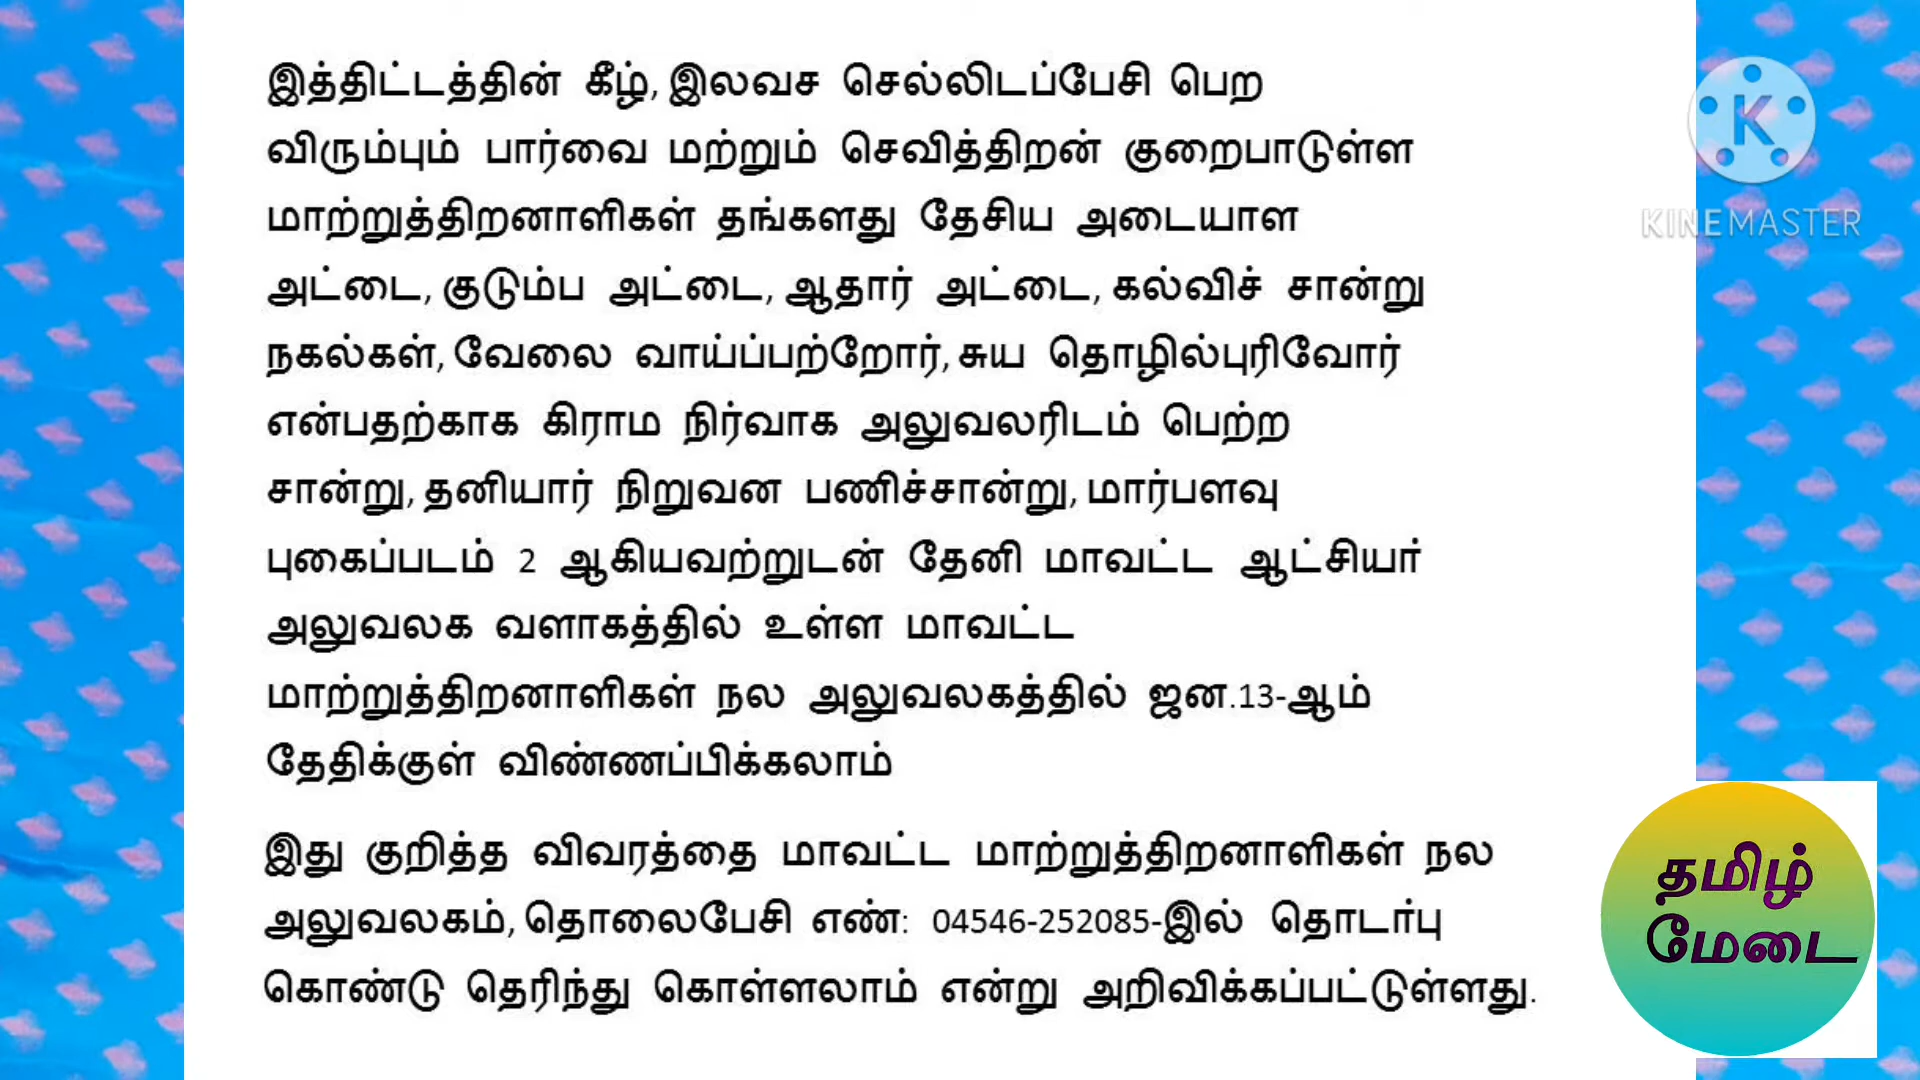 இத்திட்டத்தின் கீழ், இலவச செல்லிடப்பேசி பெற
விரும்பும் பார்வை மற்றும் செவித்திறன் குறைபாடுள்ள
மாற்றுத்திறனாளிகள் தங்களது தேசிய அடையாள
அட்டை, குடும்ப அட்டை, ஆதார் அட்டை, கல்விச் சான்று
நகல்கள், வேலை வாய்ப்பற்றோர், சுய தொழில்புரிவோர்
என்பதற்காக கிராம நிர்வாக அலுவலரிடம் பெற்ற
சான்று, தனியார் நிறுவன பணிச்சான்று, மார்பளவு
புகைப்படம் 2 ஆகியவற்றுடன் தேனி மாவட்ட ஆட்சியர்
அலுவலக வளாகத்தில் உள்ள மாவட்ட
மாற்றுத்திறனாளிகள் நல அலுவலகத்தில் ஜன.13-ஆம்
தேதிக்குள் விண்ணப்பிக்கலாம்
இது குறித்த விவரத்தை மாவட்ட மாற்றுத்திறனாளிகள் நல
அலுவலகம், தொலைபேசி எண்: 04546-252085-இல் தொடர்பு
கொண்டு தெரிந்து கொள்ளலாம் என்று அறிவிக்கப்பட்டுள்ளது.
K
KINEMASTER
தமிழ்
மேடை